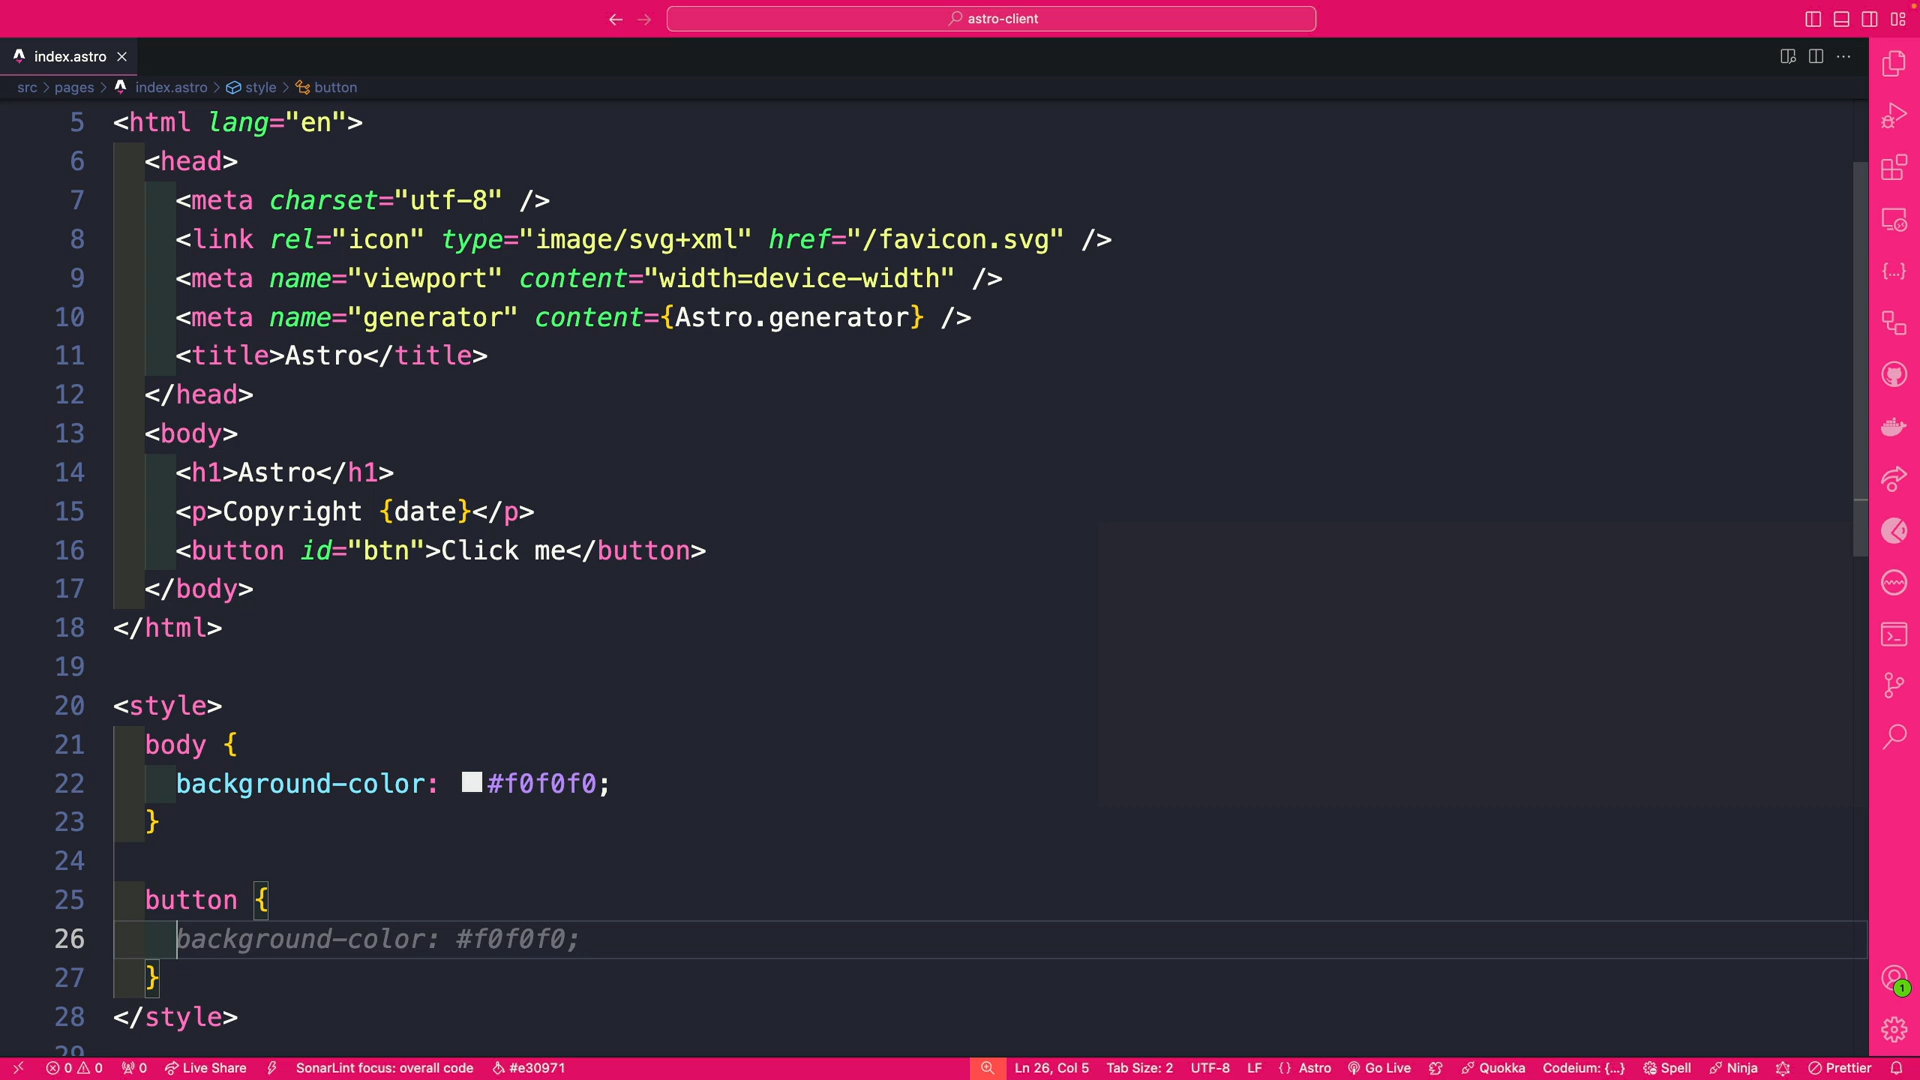 astro-client
index.astro
src > pages > index.astro > style > button
5 <html lang="en">
6 <head>
7 <meta charset="utf-8" />
8 <link rel="icon" type="image/svg+xml" href="/favicon.svg" />
9 <meta name="viewport" content="width=device-width" />
10 <meta name="generator" content={Astro.generator} />
11 <title>Astro</title>
12 </head>
13 <body>
14 <h1>Astro</h1>
15 <p>Copyright {date}</p>
16 <button id="btn">Click me</button>
17 </body>
18 </html>
19
20 <style>
21 body {
22 background-color: #f0f0f0;
23 }
24
25 button {
26 background-color: #f0f0f0;
27 }
28 </style>
29
1
0 0 0 Live Share SonarLint focus: overall code #e30971 Ln 26, Col 5 Tab Size: 2 UTF-8 LF {} Astro Go Live Quokka Codeium: {...} Spell Ninja Prettier